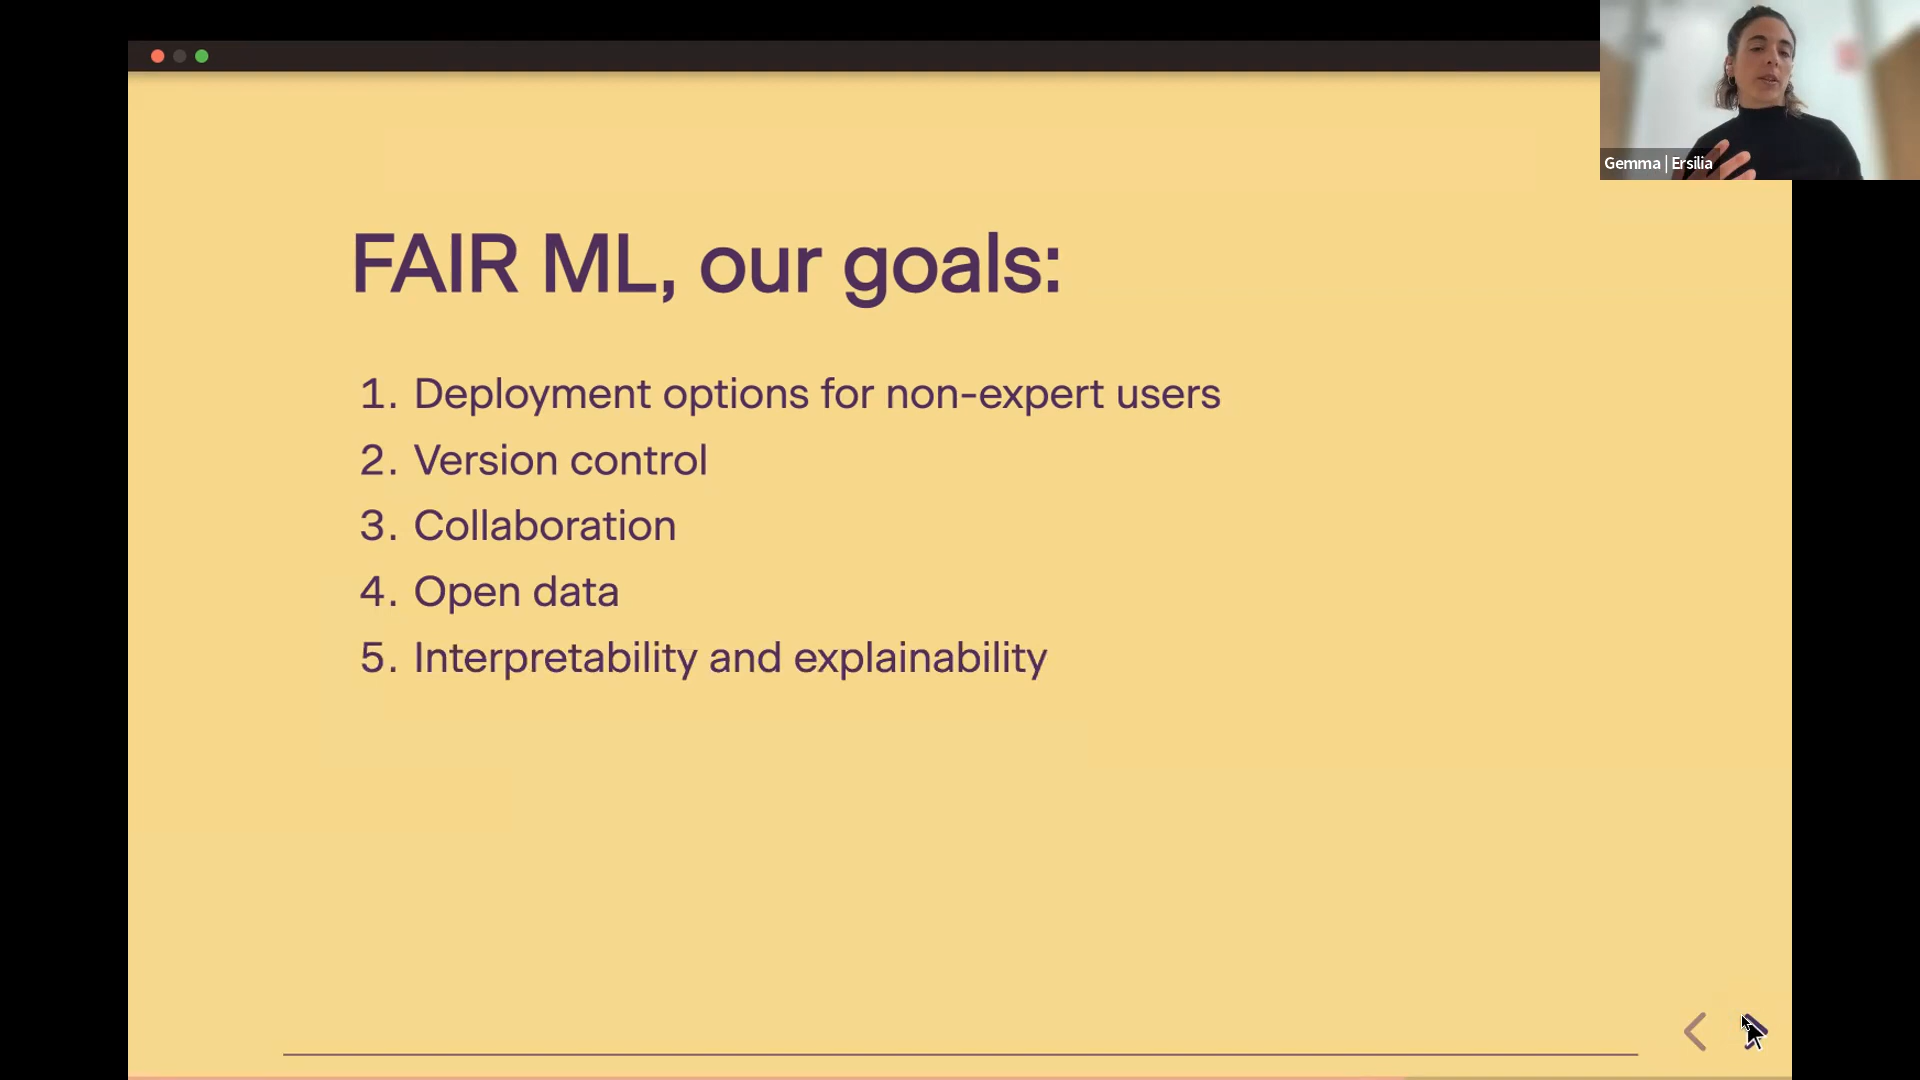 Gemma | Ersilia
FAIR ML, our goals:
1. Deployment options for non-expert users
2. Version control
3. Collaboration
4. Open data
5. Interpretability and explainability